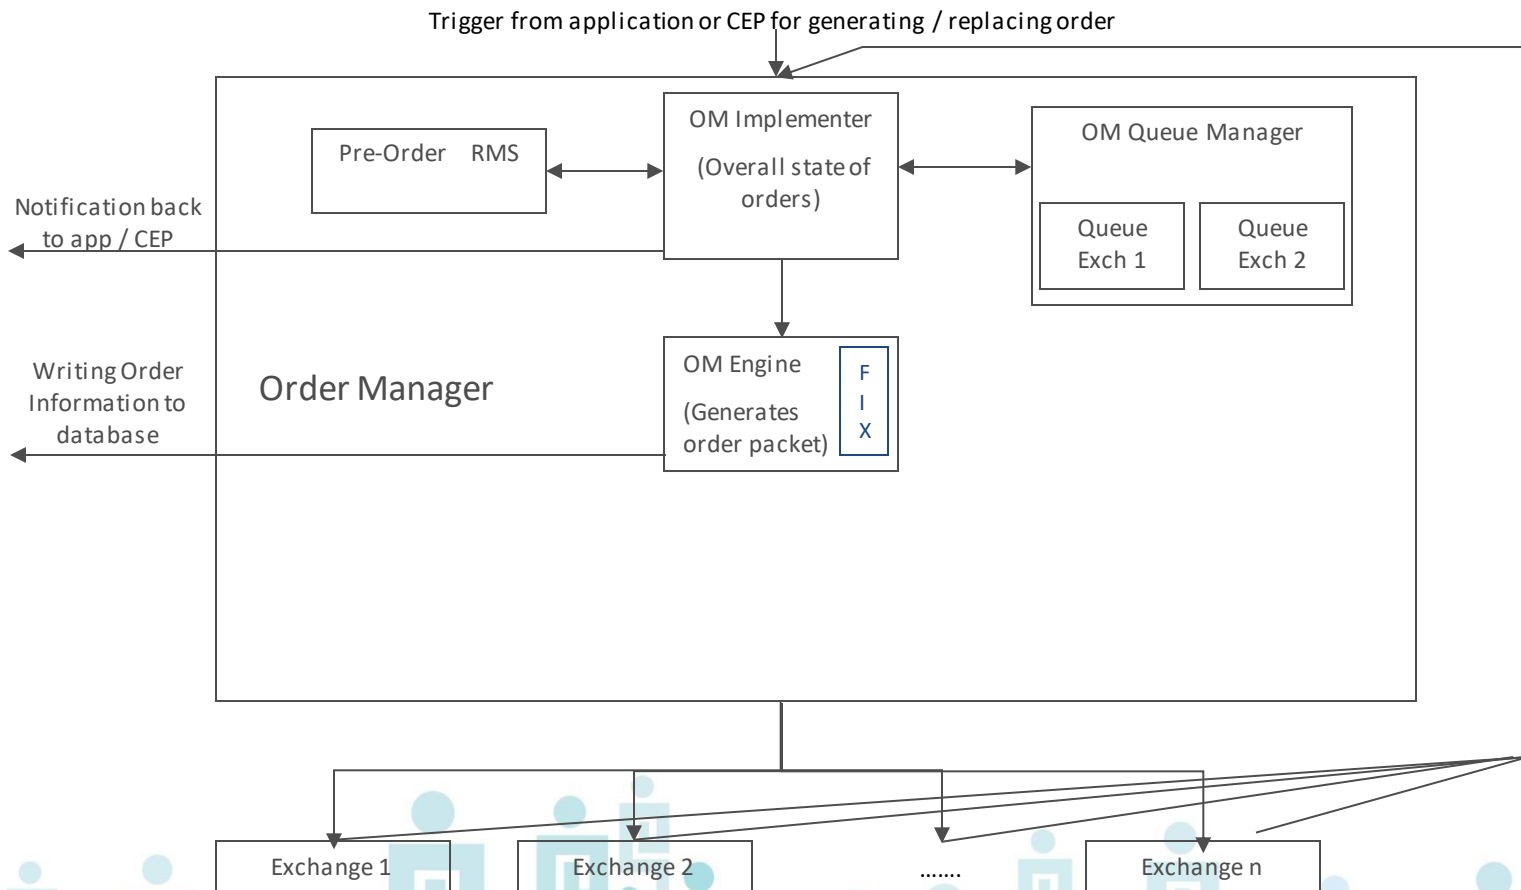 Trigger from application or CEP for generating / replacing order
OM Implementer
(Overall state of
orders)
Pre-Order RMS
OM Queue Manager
Queue
Exch 1
Queue
Exch 2
Notification back
to app / CEP
OM Engine
(Generates
order packet)
F
I
X
Order Manager
Writing Order
Information to
database
Exchange 1
Exchange 2
.......
Exchange n